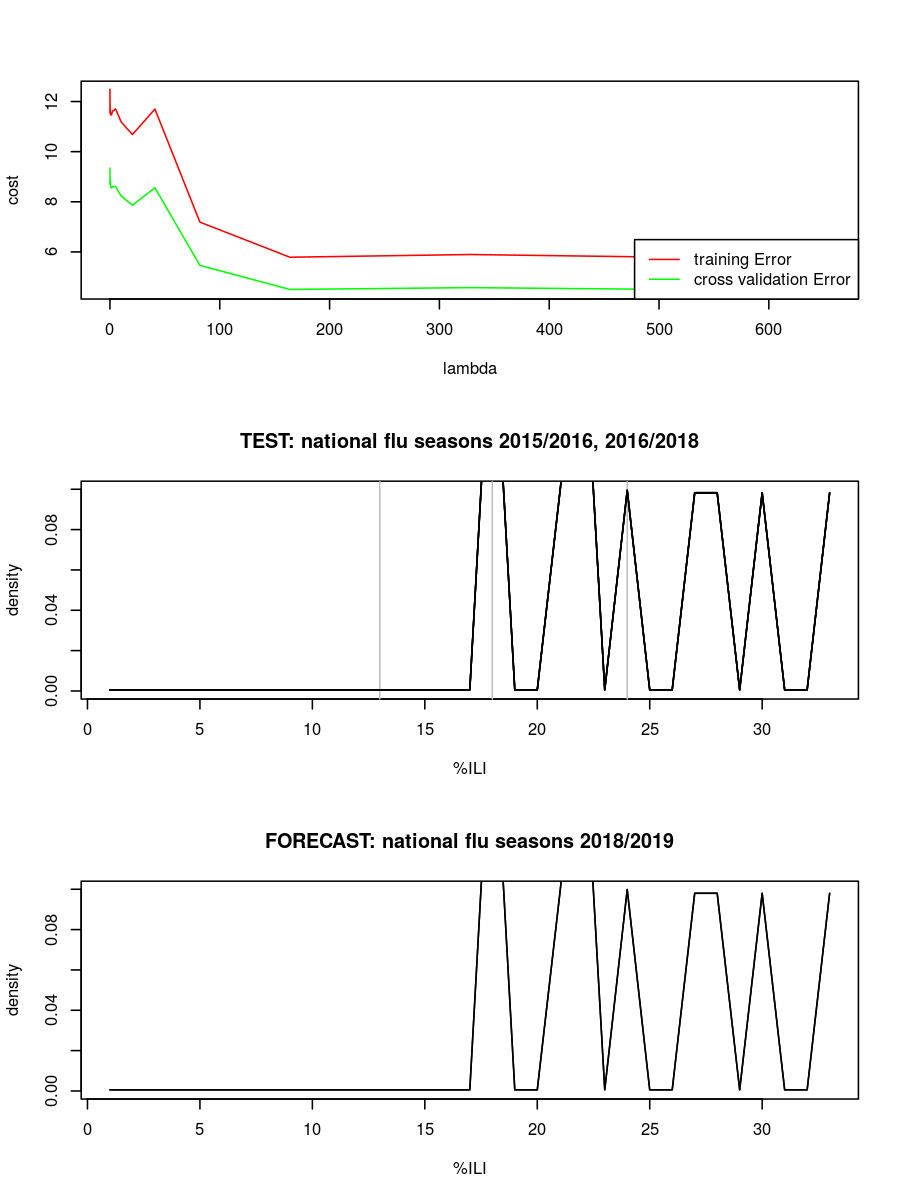 cost
12
10
8
6
training Error
cross validation Error
0 100 200 300 400 500 600
lambda
TEST: national flu seasons 2015/2016, 2016/2018
density
0.08
0.04
0.00
0 5 10 15 20 25 30
%ILI
FORECAST: national flu seasons 2018/2019
density
0.08
0.04
0.00
0 5 10 15 20 25 30
%ILI